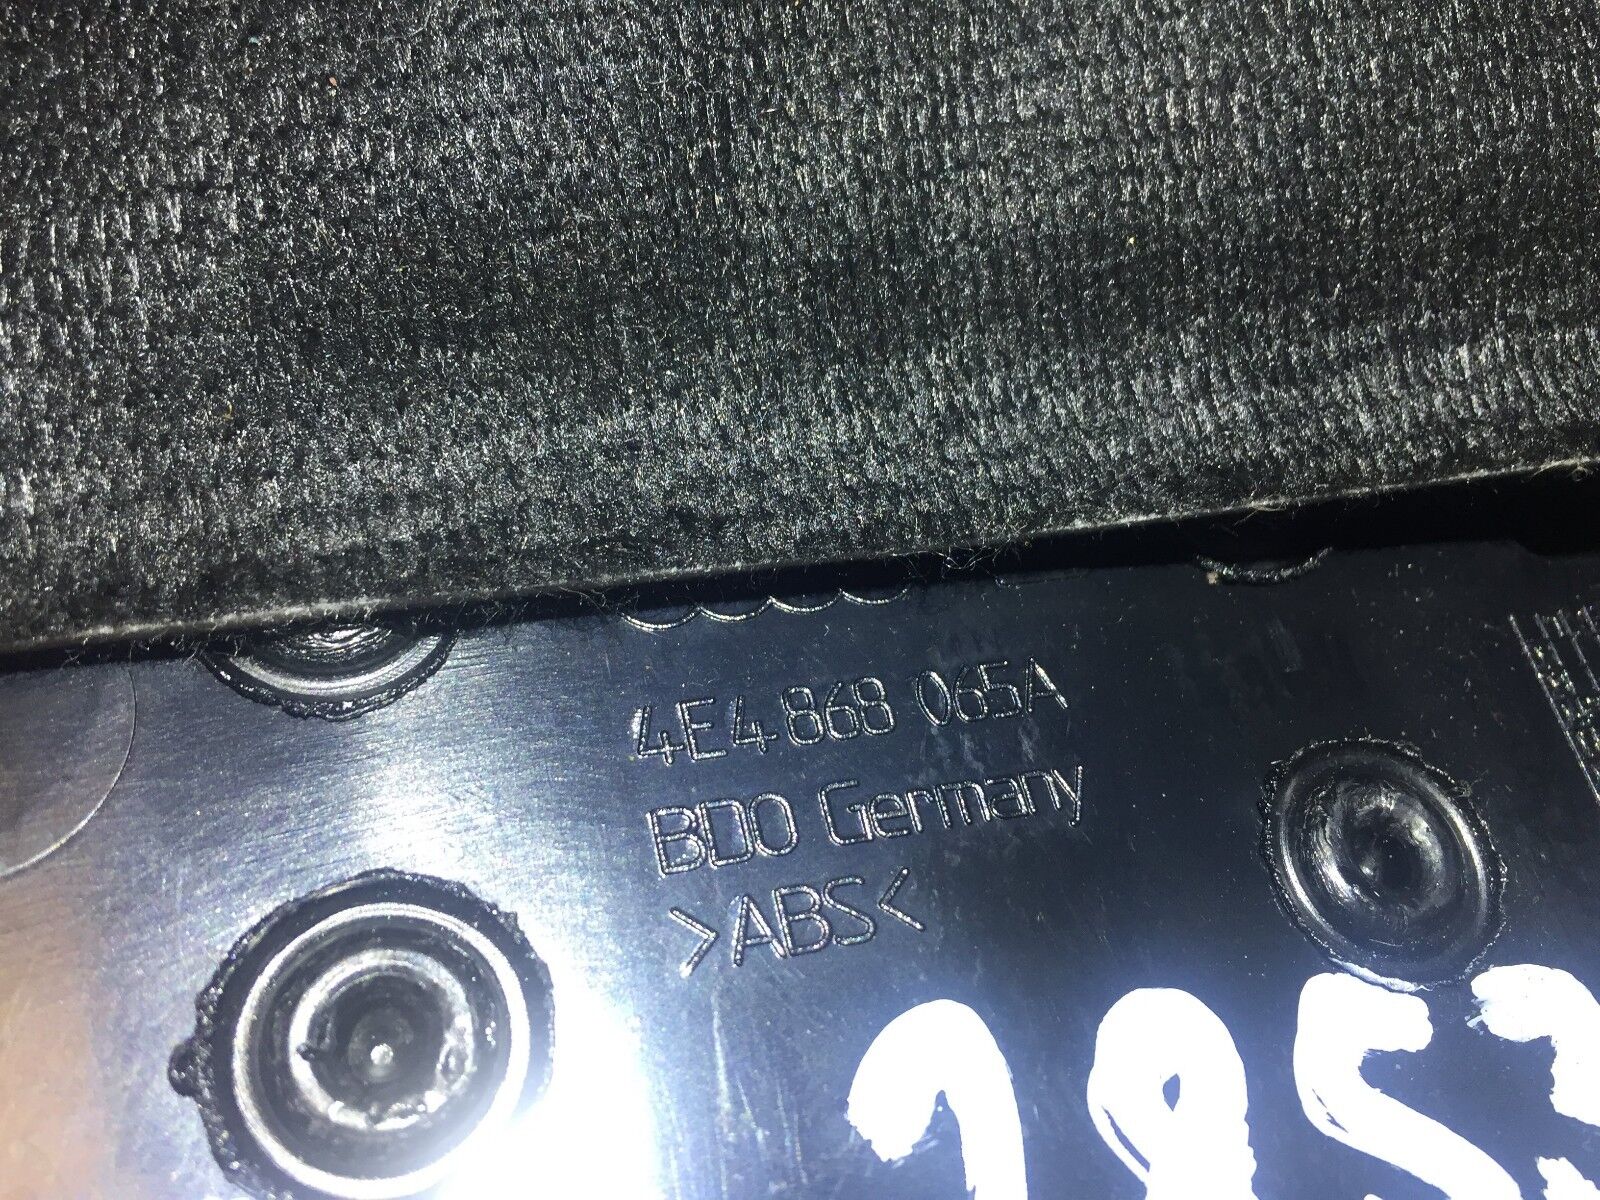 4E4 868 065A
BDO Germany
>ABS<